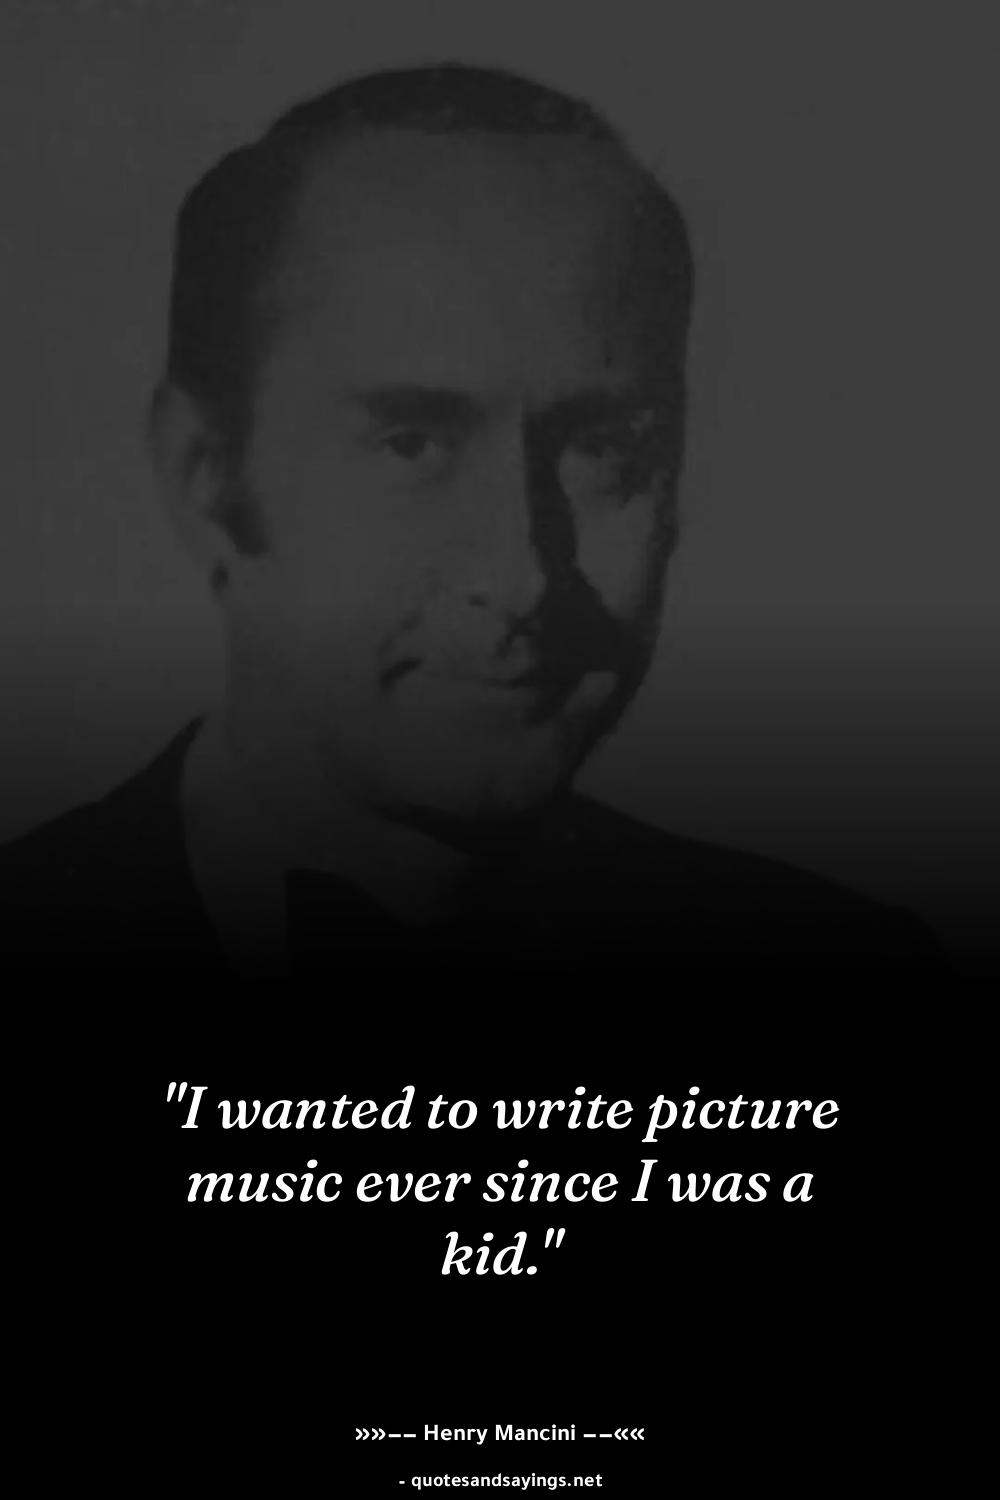 "I wanted to write picture
music ever since I was a
kid."
»»-- Henry Mancini --««
- quotesandsayings.net